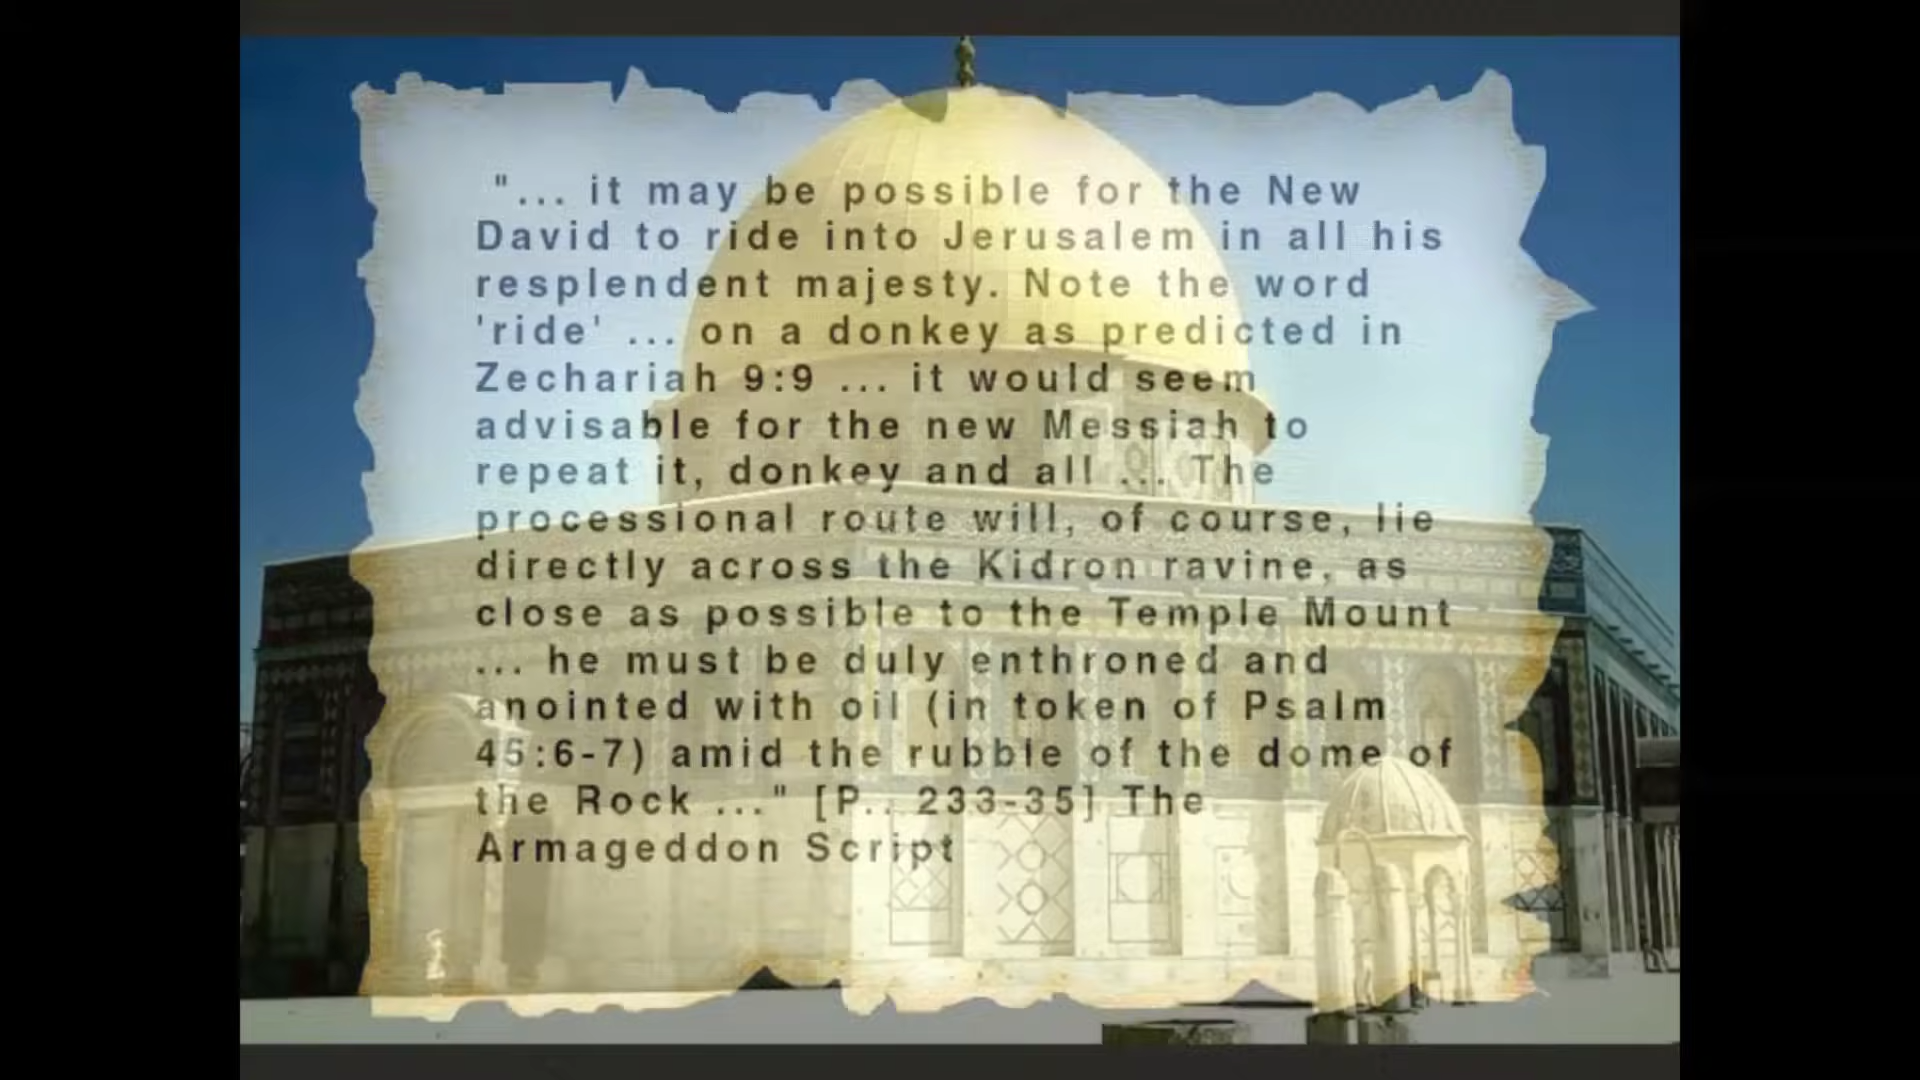 "... it may be possible for the New
David to ride into Jerusalem in all his
resplendent majesty. Note the word
'ride' ... on a donkey as predicted in
Zechariah 9:9 ... it would seem
advisable for the new Messiah to
repeat it, donkey and all ... The
processional route will, of course, lie
directly across the Kidron ravine, as
close as possible to the Temple Mount
... he must be duly enthroned and
anointed with oil (in token of Psalm
45:6-7) amid the rubble of the dome of
the Rock ..." [P.. 233-35] The
Armageddon Script